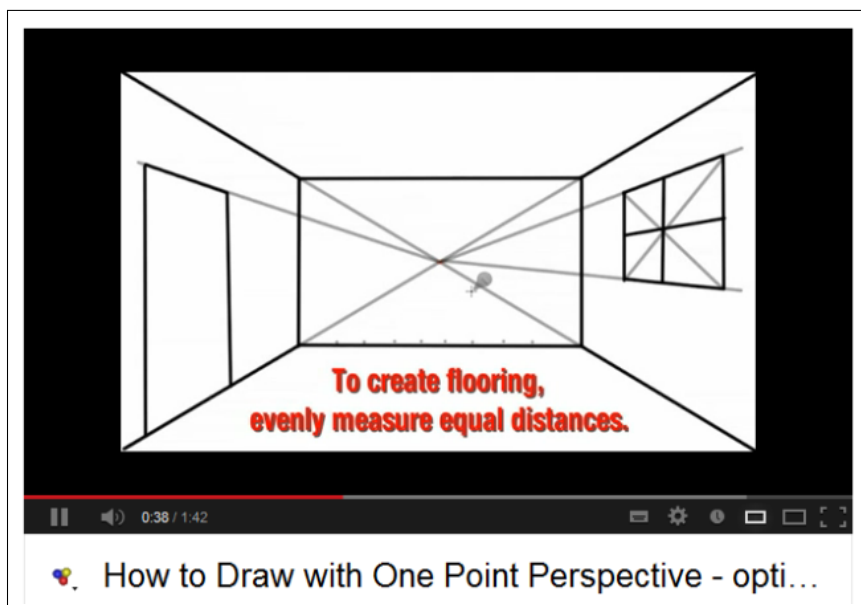 To create flooring,
evenly measure equal distances.
0:38 / 1:42
How to Draw with One Point Perspective - opti...